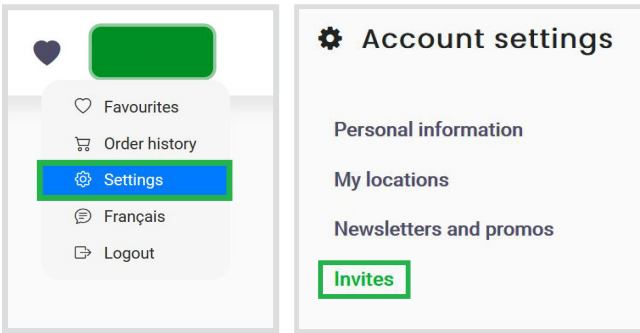 Favourites
Order history
Settings
Français
Logout
Account settings
Personal information
My locations
Newsletters and promos
Invites